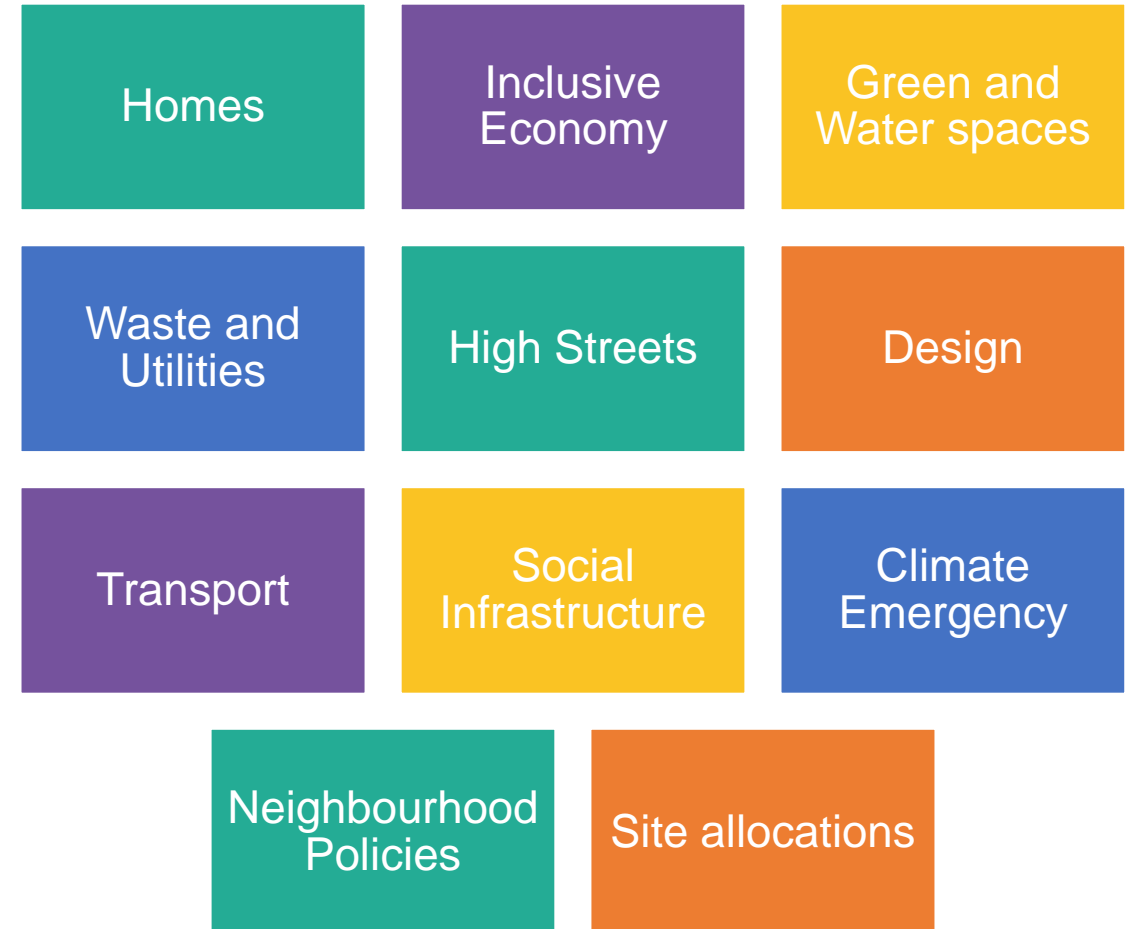 Homes
Inclusive
Economy
Green and
Water spaces
Waste and
Utilities
High Streets
Design
Transport
Social
Infrastructure
Climate
Emergency
Neighbourhood
Policies
Site allocations